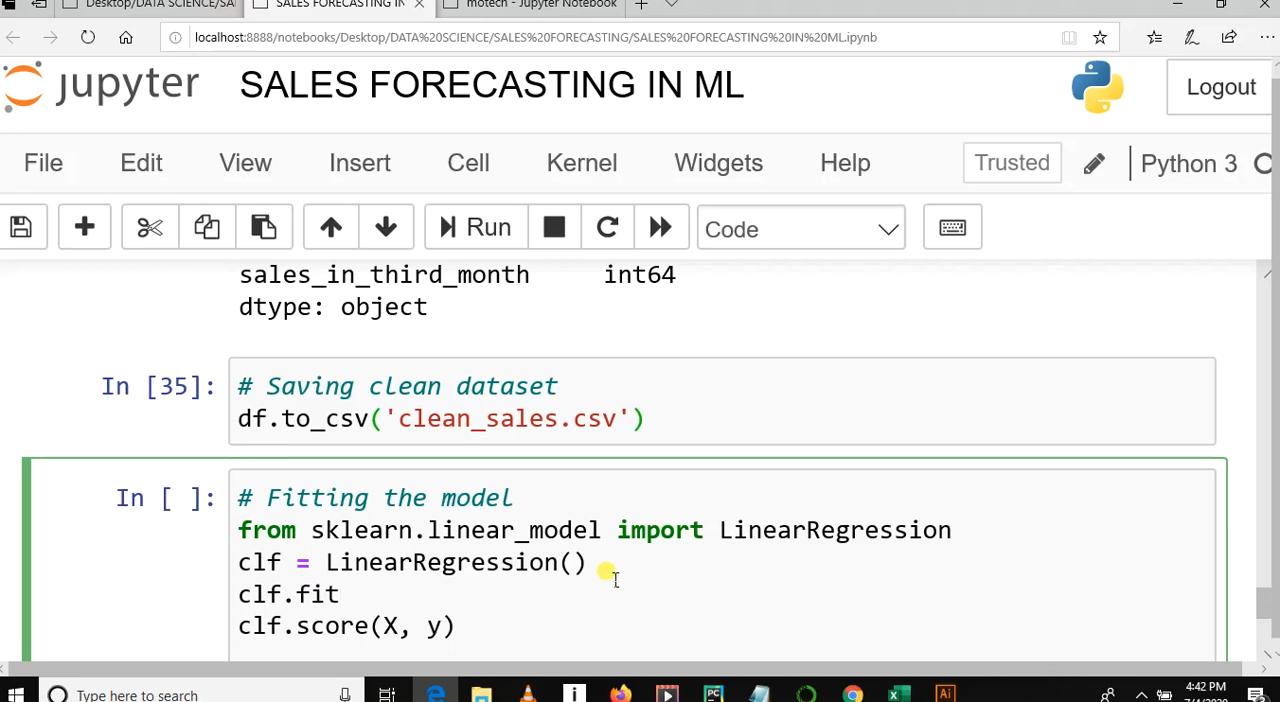 Desktop/DATA SCIENCE/SA
SALES FORECASTING IN
motech - Jupyter Notebook
localhost:8888/notebooks/Desktop/DATA%20SCIENCE/SALES%20FORECASTING/SALES%20FORECASTING%20IN%20ML.ipynb
jupyter SALES FORECASTING IN ML Logout
File Edit View Insert Cell Kernel Widgets Help Trusted Python 3
Run Code
sales_in_third_month int64
dtype: object
In [35]: # Saving clean dataset
df.to_csv('clean_sales.csv')
In [ ]: # Fitting the model
from sklearn.linear_model import LinearRegression
clf = LinearRegression()
clf.fit
clf.score(X, y)
Type here to search
4:42 PM